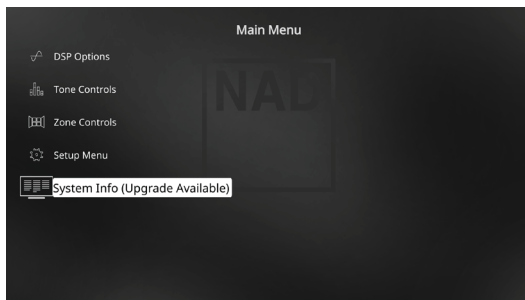 Main Menu
NAD
DSP Options
Tone Controls
Zone Controls
Setup Menu
System Info (Upgrade Available)